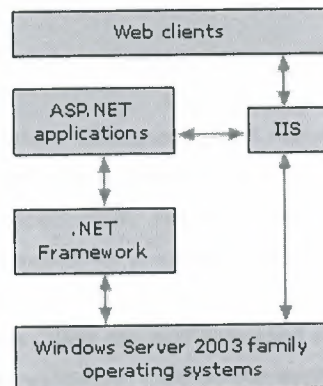 Web clients
ASP.NET
applications
IIS
.NET
Framework
Windows Server 2003 family
operating systems